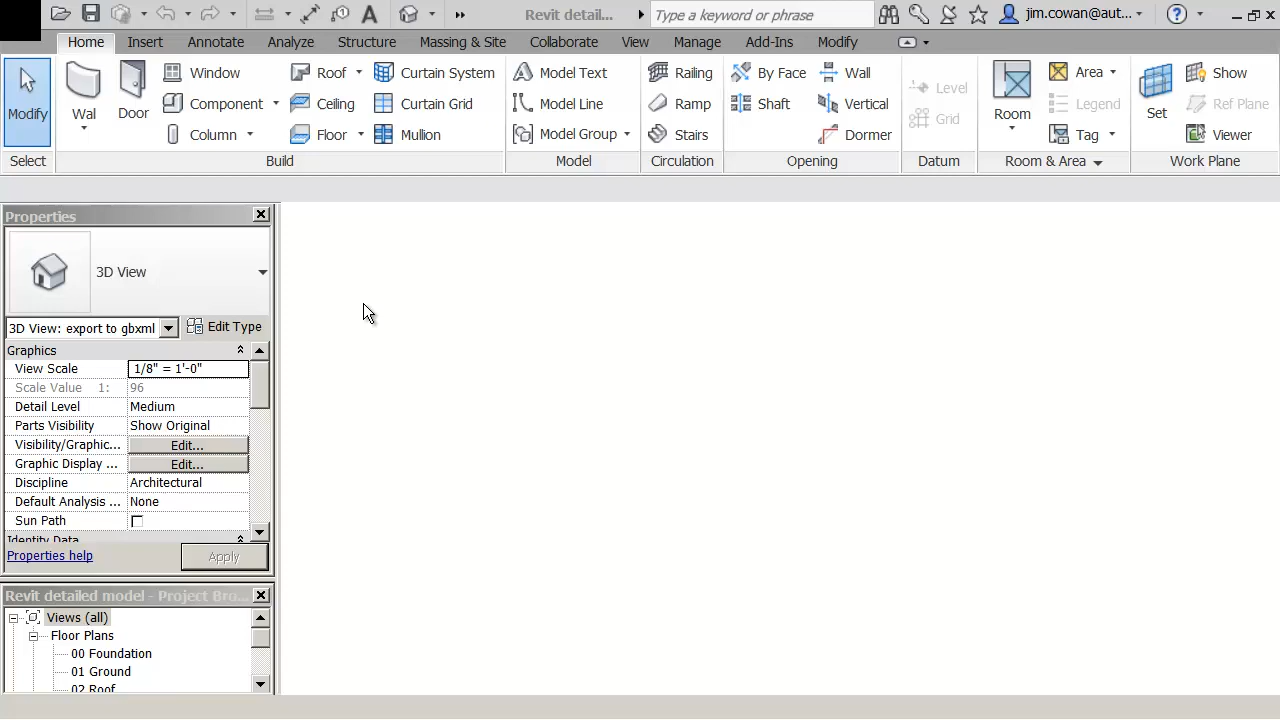 Revit detail...
Type a keyword or phrase
jim.cowan@aut...
Home Insert Annotate Analyze Structure Massing & Site Collaborate View Manage Add-Ins Modify
Modify
Select
Wal
Door
Window
Component
Column
Roof
Ceiling
Floor
Curtain System
Curtain Grid
Mullion
Build
Model Text
Model Line
Model Group
Model
Railing
Ramp
Stairs
Circulation
By Face
Shaft
Wall
Vertical
Dormer
Opening
Level
Grid
Datum
Room
Area
Legend
Tag
Room & Area
Set
Show
Ref Plane
Viewer
Work Plane
Properties
3D View
3D View: export to gbxml
Edit Type
Graphics
View Scale 1/8" = 1'-0"
Scale Value 1: 96
Detail Level Medium
Parts Visibility Show Original
Visibility/Graphic... Edit...
Graphic Display ... Edit...
Discipline Architectural
Default Analysis ... None
Sun Path
Identity Data
Properties help
Apply
Revit detailed model - Project Bro...
Views (all)
Floor Plans
00 Foundation
01 Ground
02 Roof